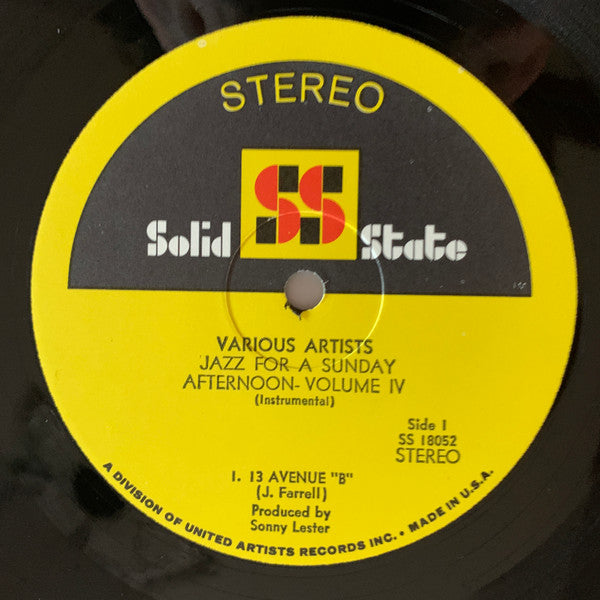 STEREO
SS
Solid State
VARIOUS ARTISTS
JAZZ FOR A SUNDAY
AFTERNOON-VOLUME IV
(Instrumental)
Side 1
SS 18052
STEREO
1. 13 AVENUE "B"
(J. Farrell)
Produced by
Sonny Lester
A DIVISION OF UNITED ARTISTS RECORDS INC. • MADE IN U.S.A.